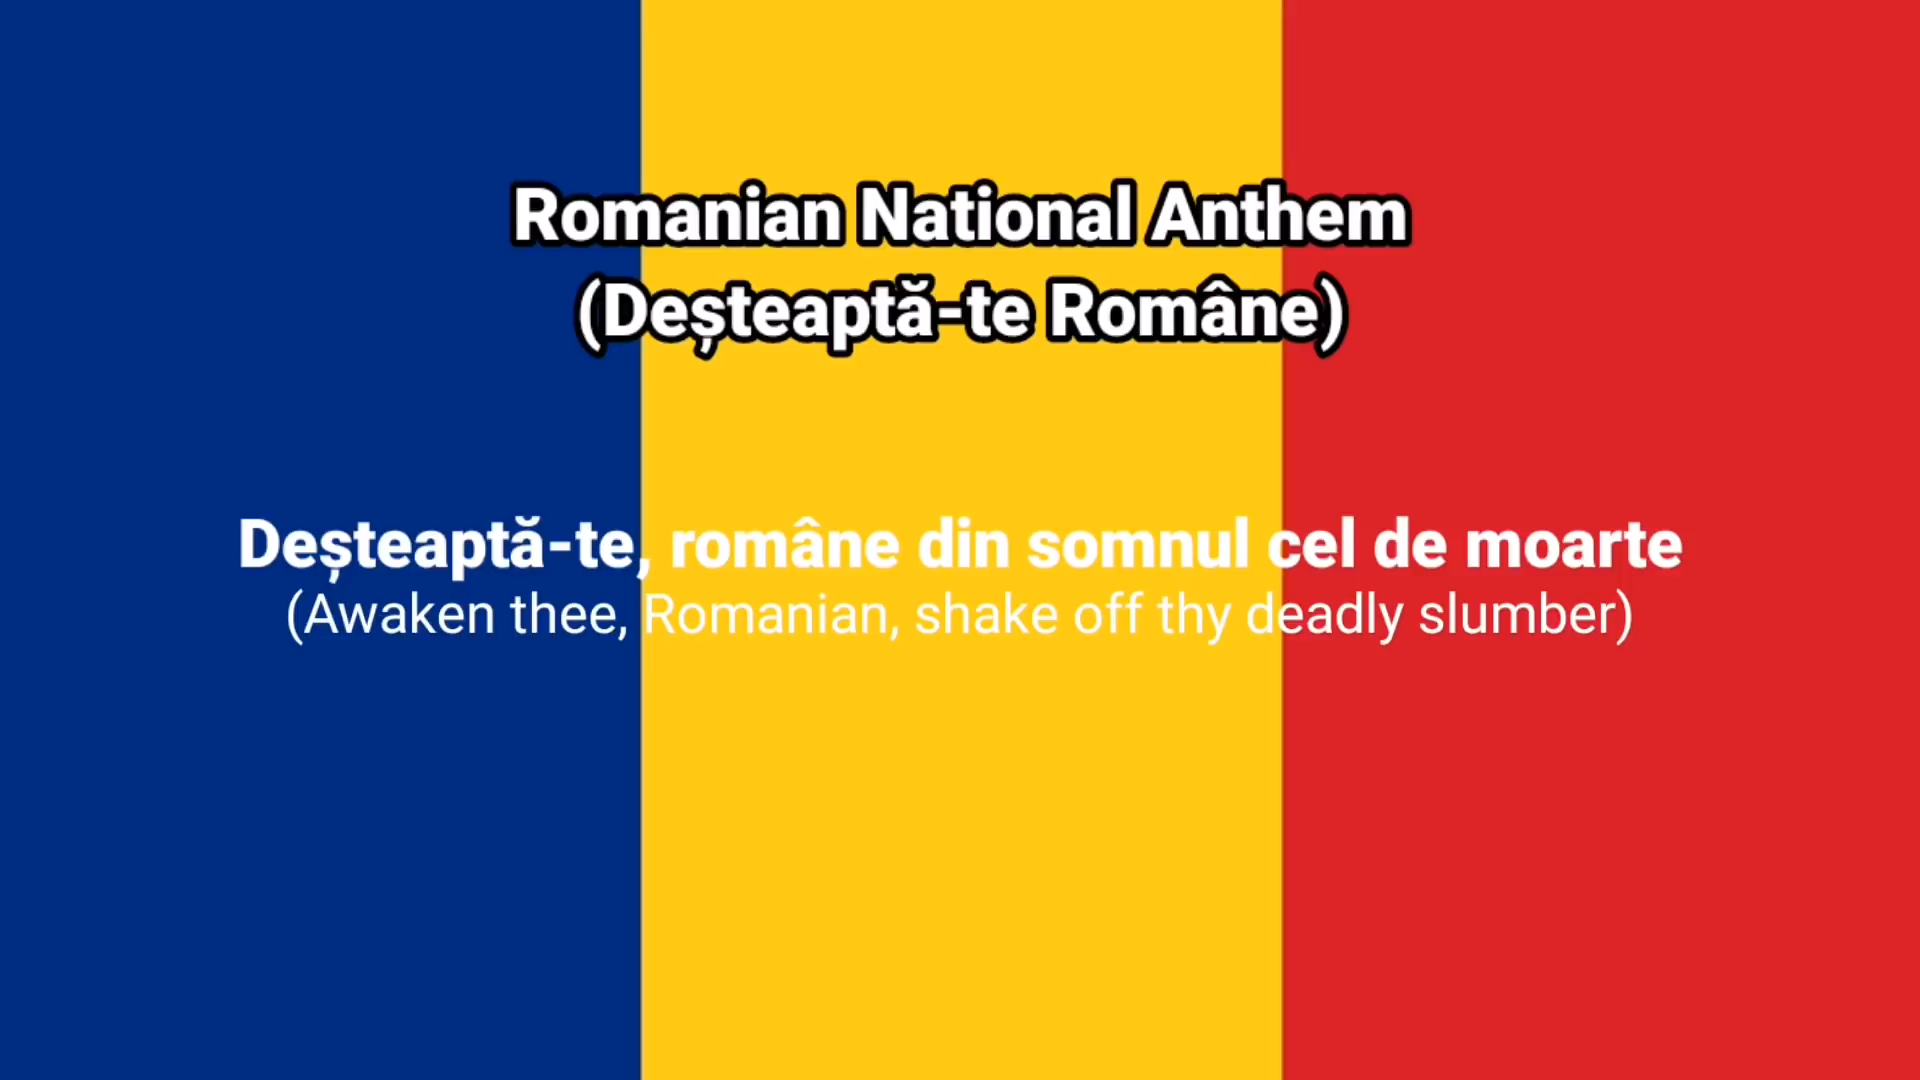 Romanian National Anthem
(Deșteaptă-te Române)
Deșteaptă-te, române din somnul cel de moarte
(Awaken thee, Romanian, shake off thy deadly slumber)